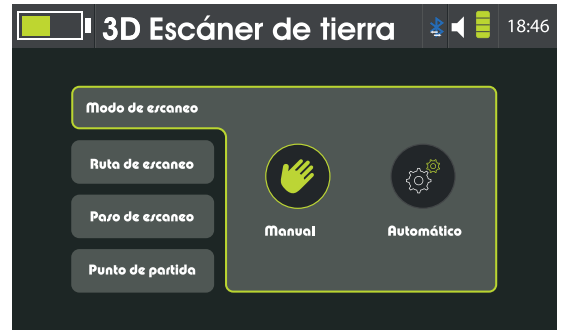 3D Escáner de tierra
18:46
Modo de escaneo
Ruta de escaneo
Paso de escaneo
Punto de partida
Manual
Automático